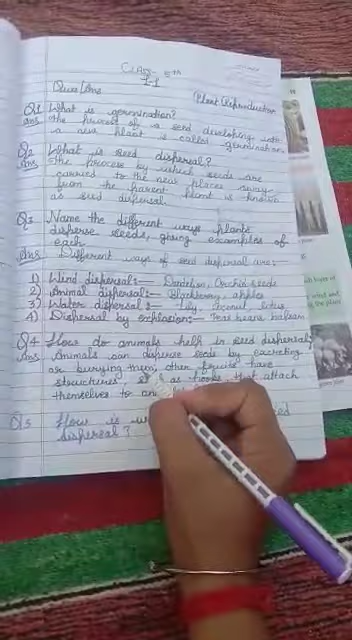 Class - 5th
L-1
Ques/Ans
Plant Reproduction
Q1 What is germination?
Ans The process of a seed developing into
a new plant is called germination
Q2 What is seed dispersal?
Ans The process by which seeds are
carried to the new places away
from the parent plant is known
as seed dispersal
Q3 Name the different ways plants
disperse seeds, giving examples of
each
Ans Different ways of seed dispersal are:
1) Wind dispersal:- Dandelion, Orchid seeds
2) Animal dispersal:- Blackberry, apples
3) Water dispersal:- Lily, coconut, lotus
4) Dispersal by explosion:- Peas beans balsam
Q4 How do animals help in seed dispersal?
Ans Animals can disperse seeds by excreting
or burying them, other have
structures, as hooks that attach
themselves to
Q5 How is
dispersal?